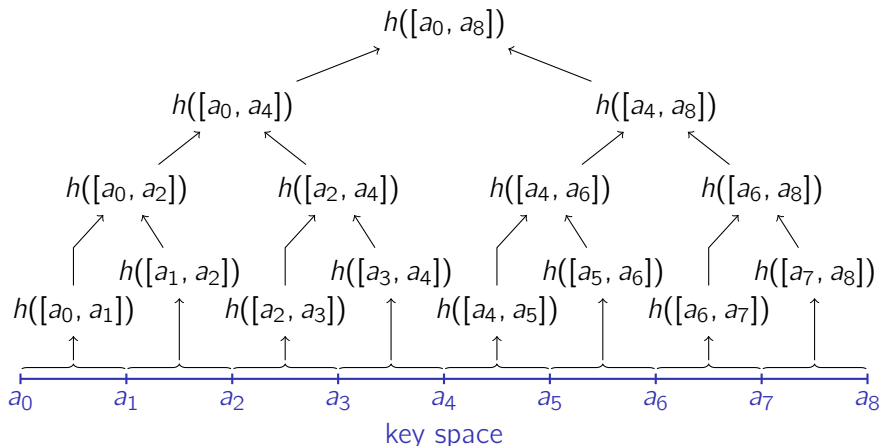 h([a₀, a₈])
h([a₀, a₄]) h([a₄, a₈])
h([a₀, a₂]) h([a₂, a₄]) h([a₄, a₆]) h([a₆, a₈])
h([a₁, a₂]) h([a₃, a₄]) h([a₅, a₆]) h([a₇, a₈])
h([a₀, a₁]) h([a₂, a₃]) h([a₄, a₅]) h([a₆, a₇])
a₀ a₁ a₂ a₃ a₄ a₅ a₆ a₇ a₈
key space